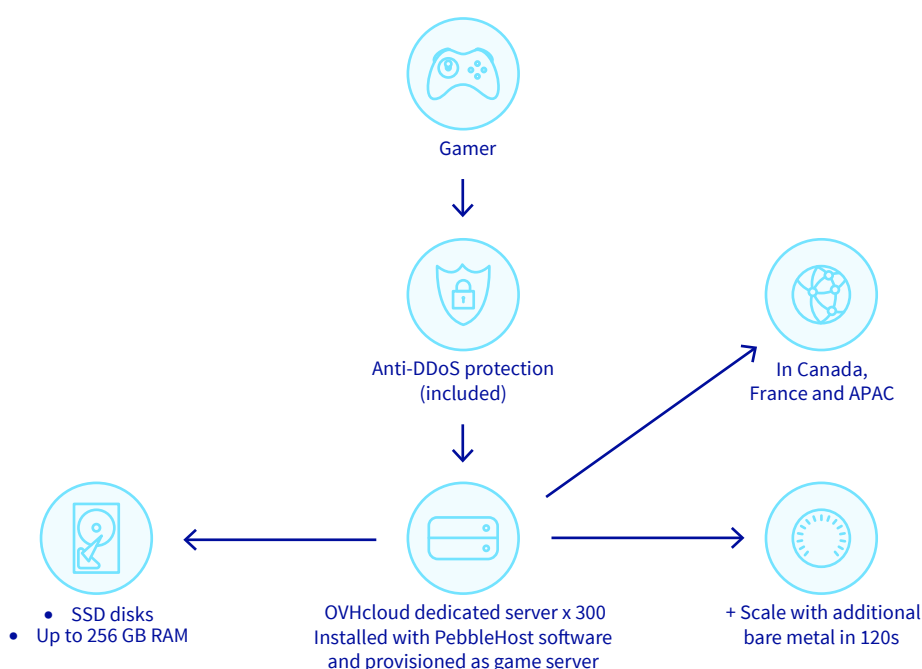 Gamer
Anti-DDoS protection
(included)
In Canada,
France and APAC
• SSD disks
• Up to 256 GB RAM
OVHcloud dedicated server x 300
Installed with PebbleHost software
and provisioned as game server
+ Scale with additional
bare metal in 120s